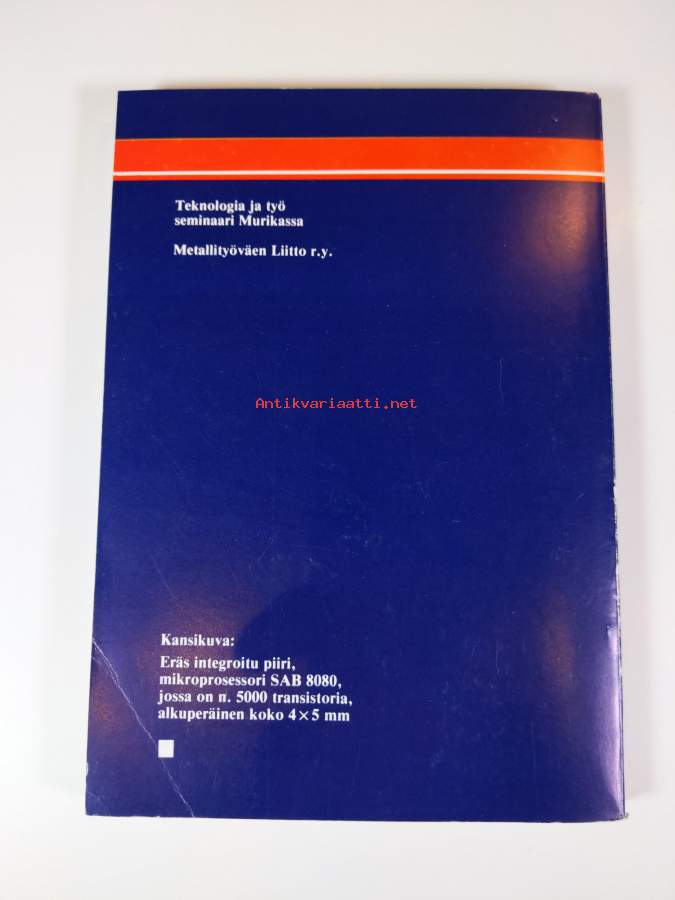 Teknologia ja työ
seminaari Murikassa
Metallityöväen Liitto r.y.
Antikvariaatti.net
Kansikuva:
Eräs integroitu piiri,
mikroprosessori SAB 8080,
jossa on n. 5000 transistoria,
alkuperäinen koko 4×5 mm